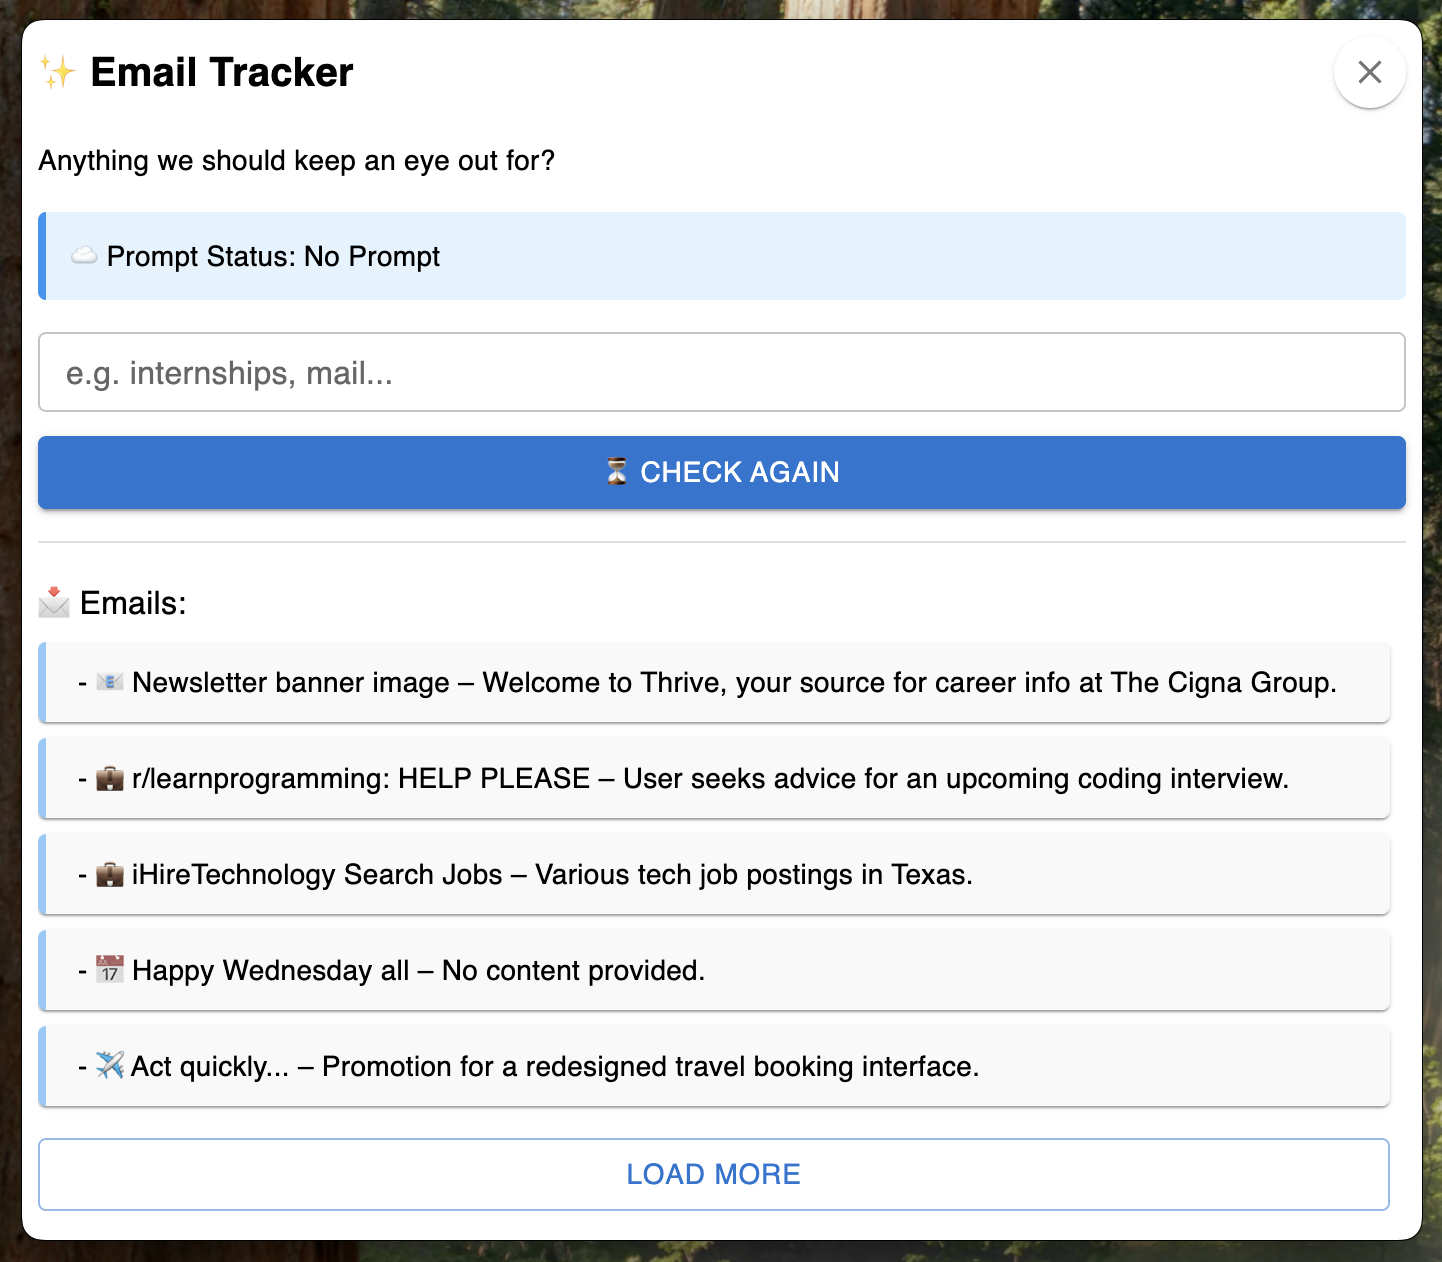 ✨ Email Tracker
Anything we should keep an eye out for?
☁️ Prompt Status: No Prompt
e.g. internships, mail...
⏳ CHECK AGAIN
📩 Emails:
- 📧 Newsletter banner image – Welcome to Thrive, your source for career info at The Cigna Group.
- 💼 r/learnprogramming: HELP PLEASE – User seeks advice for an upcoming coding interview.
- 💼 iHireTechnology Search Jobs – Various tech job postings in Texas.
- 📅 Happy Wednesday all – No content provided.
- ✈️ Act quickly... – Promotion for a redesigned travel booking interface.
LOAD MORE